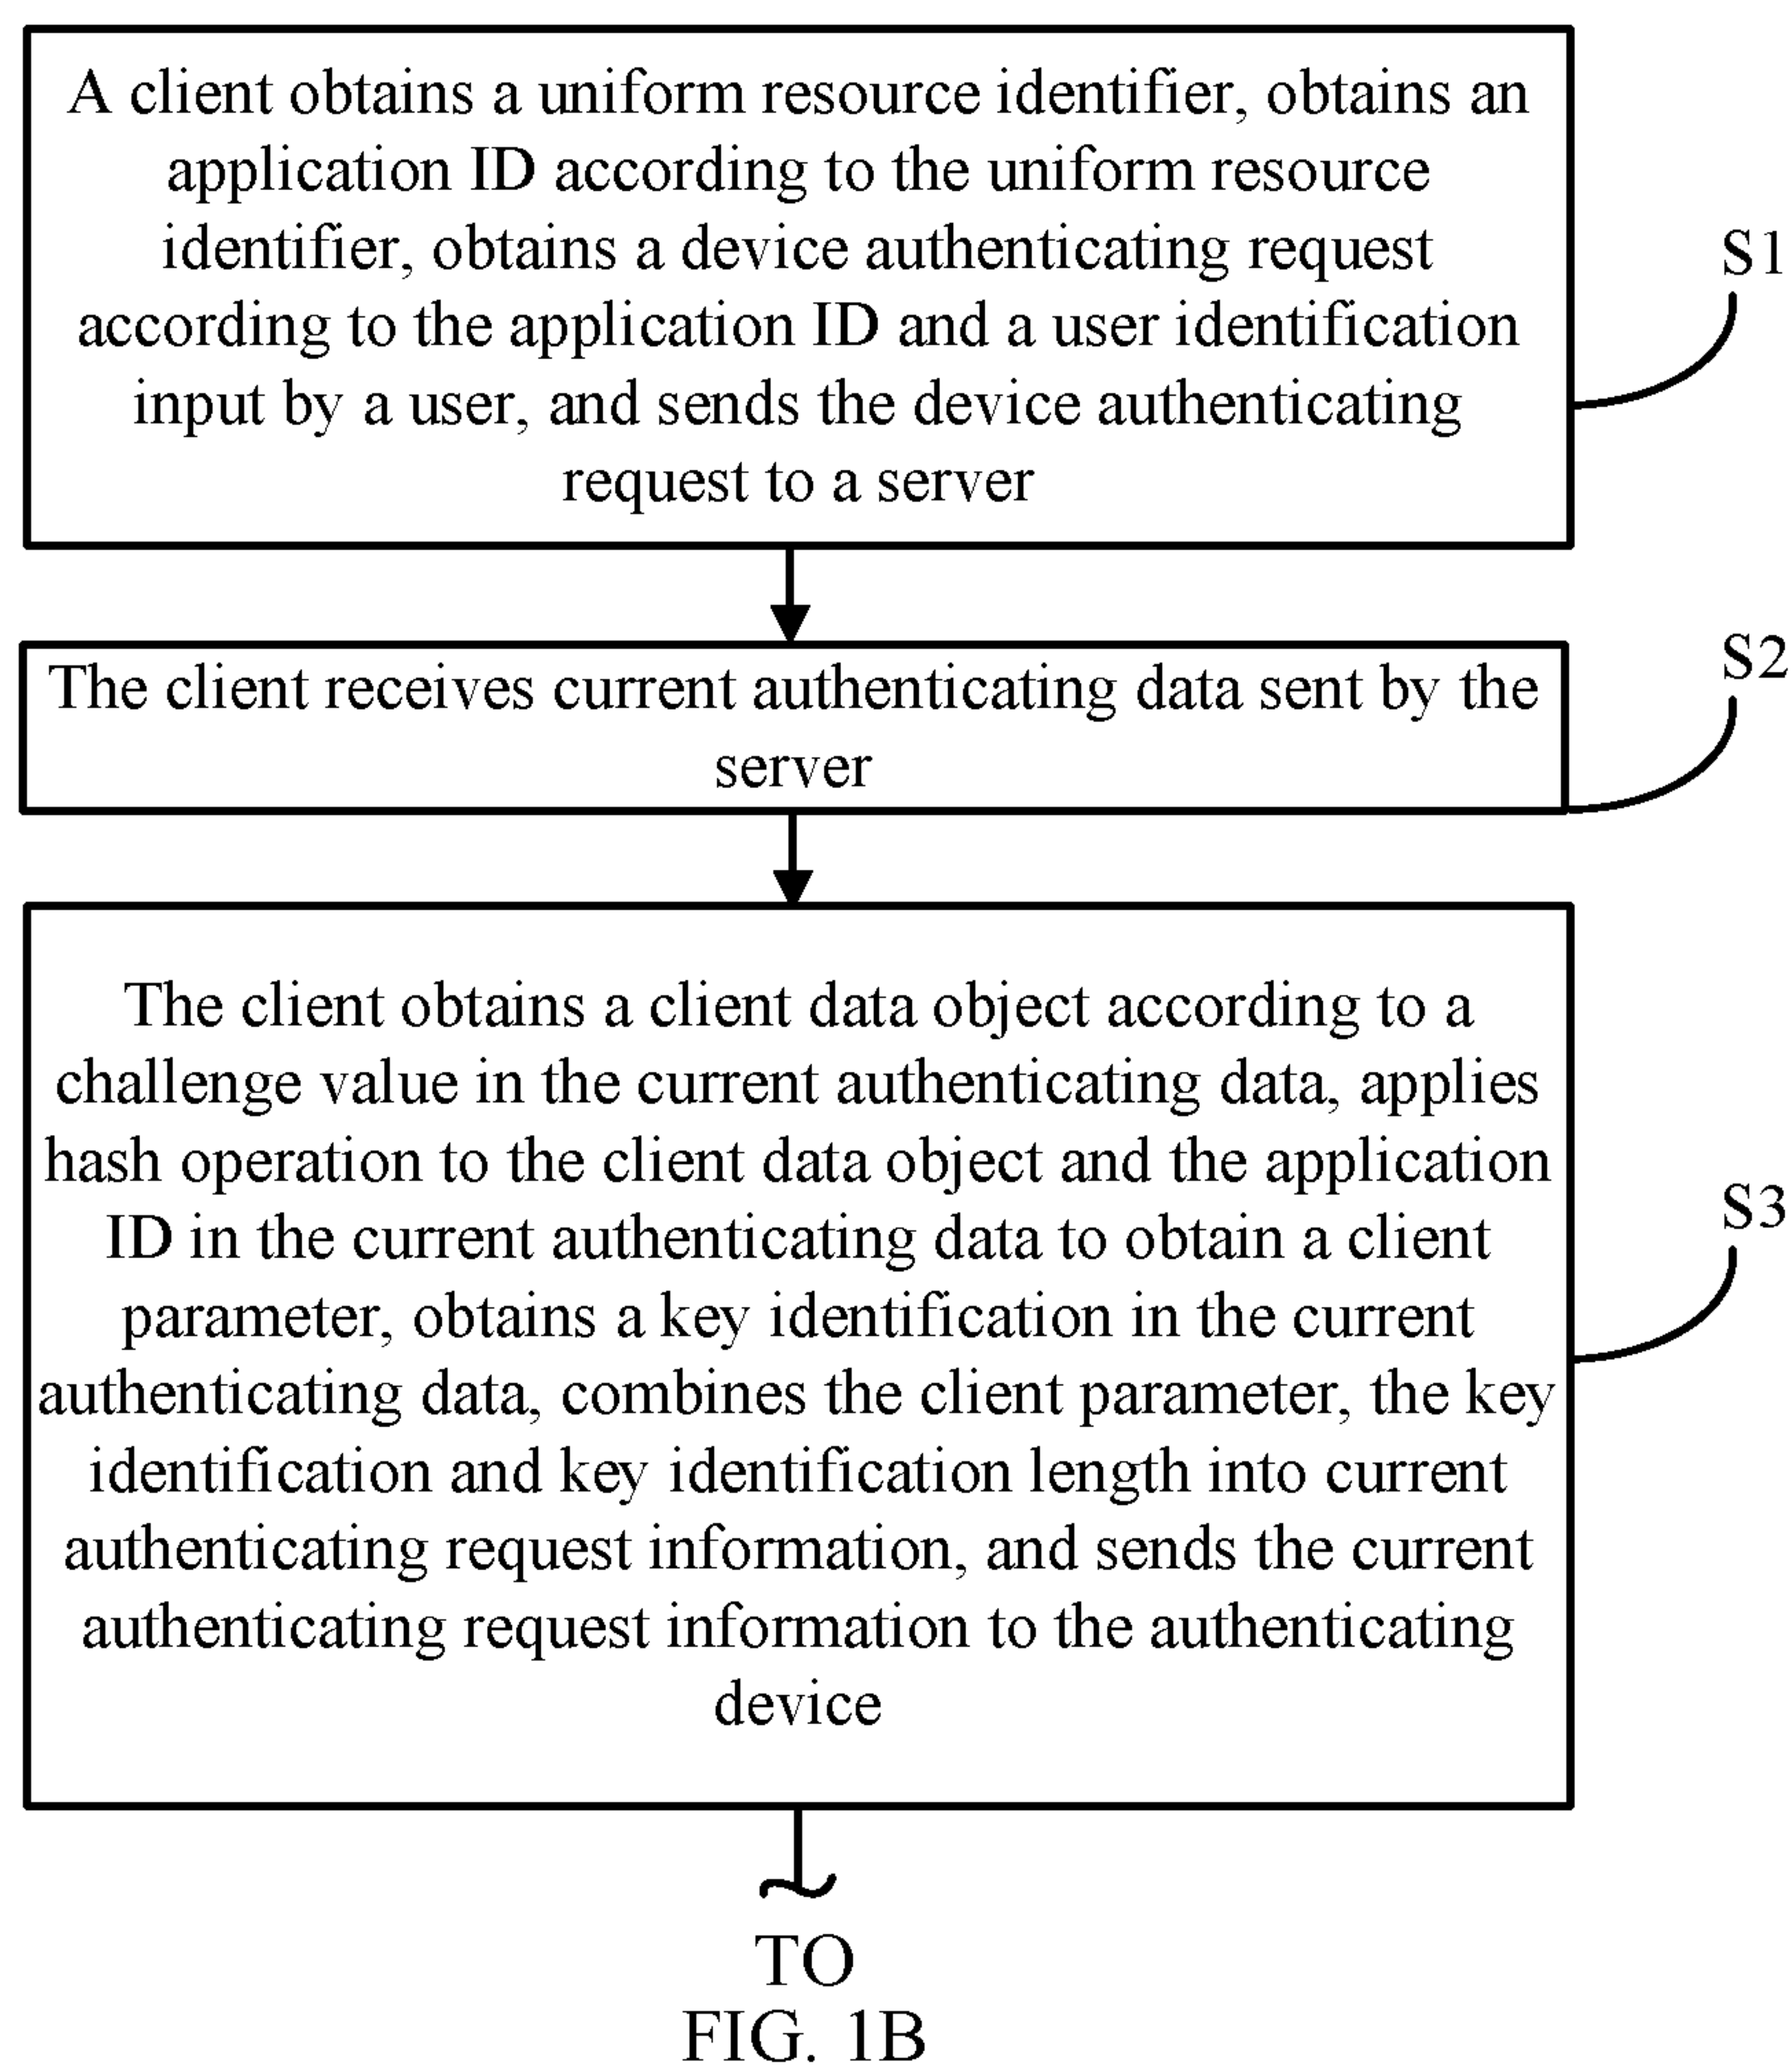 A client obtains a uniform resource identifier, obtains an
application ID according to the uniform resource
identifier, obtains a device authenticating request
according to the application ID and a user identification
input by a user, and sends the device authenticating
request to a server
S1
The client receives current authenticating data sent by the
server
S2
The client obtains a client data object according to a
challenge value in the current authenticating data, applies
hash operation to the client data object and the application
ID in the current authenticating data to obtain a client
parameter, obtains a key identification in the current
authenticating data, combines the client parameter, the key
identification and key identification length into current
authenticating request information, and sends the current
authenticating request information to the authenticating
device
S3
TO
FIG. 1B